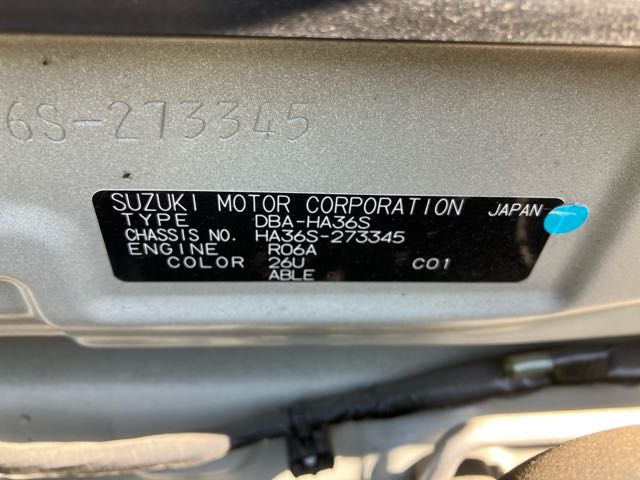 6S-273345
SUZUKI MOTOR CORPORATION JAPAN
TYPE DBA-HA36S
CHASSIS NO. HA36S-273345
ENGINE R06A
COLOR 26U C01
ABLE